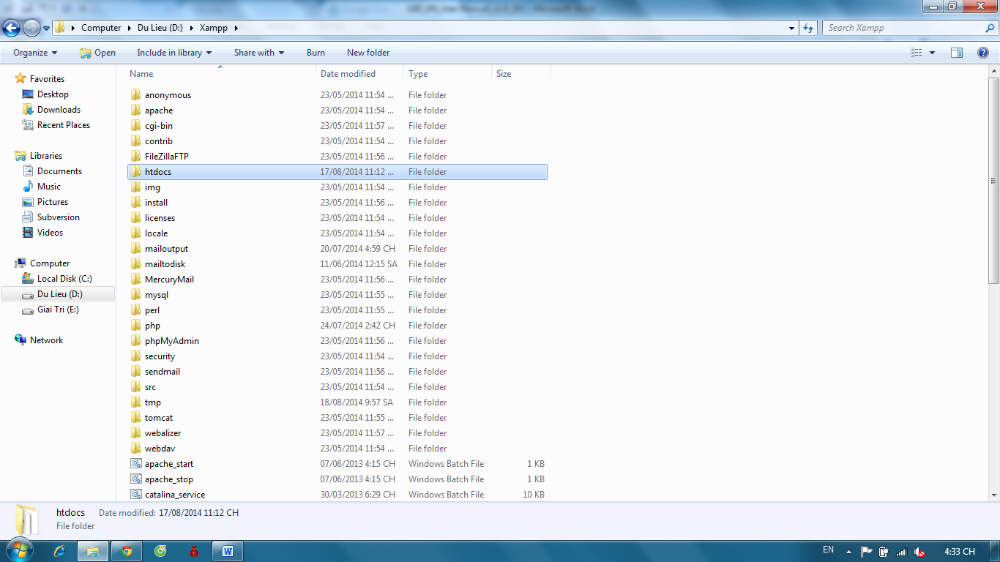 Computer Du Lieu (D:) Xampp
Search Xampp
Organize Open Include in library Share with Burn New folder
Favorites
Desktop
Downloads
Recent Places
Libraries
Documents
Music
Pictures
Subversion
Videos
Computer
Local Disk (C:)
Du Lieu (D:)
Giai Tri (E:)
Network
Name Date modified Type Size
anonymous 23/05/2014 11:54 ... File folder
apache 23/05/2014 11:54 ... File folder
cgi-bin 23/05/2014 11:57 ... File folder
contrib 23/05/2014 11:54 ... File folder
FileZillaFTP 23/05/2014 11:56 ... File folder
htdocs 17/08/2014 11:12 ... File folder
img 23/05/2014 11:54 ... File folder
install 23/05/2014 11:56 ... File folder
licenses 23/05/2014 11:54 ... File folder
locale 23/05/2014 11:54 ... File folder
mailoutput 20/07/2014 4:59 CH File folder
mailtodisk 11/06/2014 12:15 SA File folder
MercuryMail 23/05/2014 11:56 ... File folder
mysql 23/05/2014 11:55 ... File folder
perl 23/05/2014 11:55 ... File folder
php 24/07/2014 2:42 CH File folder
phpMyAdmin 23/05/2014 11:56 ... File folder
security 23/05/2014 11:54 ... File folder
sendmail 23/05/2014 11:56 ... File folder
src 23/05/2014 11:54 ... File folder
tmp 18/08/2014 9:57 SA File folder
tomcat 23/05/2014 11:55 ... File folder
webalizer 23/05/2014 11:57 ... File folder
webdav 23/05/2014 11:54 ... File folder
apache_start 07/06/2013 4:15 CH Windows Batch File 1 KB
apache_stop 07/06/2013 4:15 CH Windows Batch File 1 KB
catalina_service 30/03/2013 6:29 CH Windows Batch File 10 KB
htdocs Date modified: 17/08/2014 11:12 CH
File folder
EN 4:33 CH